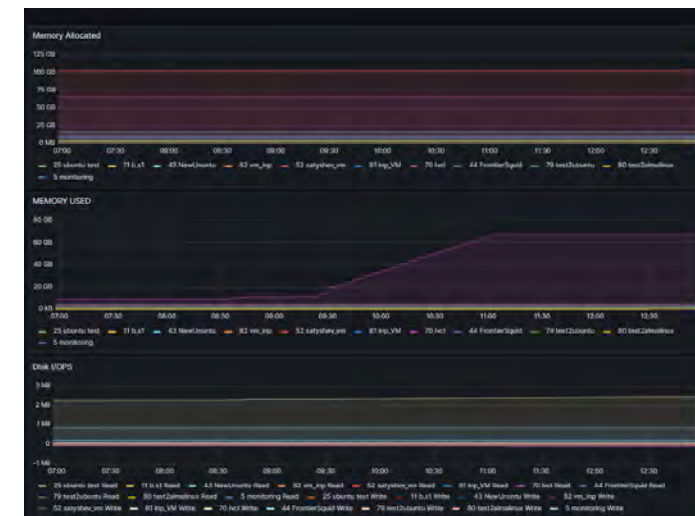 Memory Allocated
125 GB
100 GB
75 GB
50 GB
25 GB
0 MB
07:00 07:30 08:00 08:30 09:00 09:30 10:00 10:30 11:00 11:30 12:00 12:30
25 ubuntu test 11 b.s1 43 NewUnuntu 82 vm_inp 52 satyshev_vm 81 inp_VM 70 hcl 44 FrontierSquid 79 test2ubuntu 80 test2almalinux
5 monitoring
MEMORY USED
80 GB
60 GB
40 GB
20 GB
07:00 07:30 08:00 08:30 09:00 09:30 10:00 10:30 11:00 11:30 12:00 12:30
25 ubuntu test 11 b.s1 43 NewUnuntu 82 vm_inp 52 satyshev_vm 81 inp_VM 70 hcl 44 FrontierSquid 79 test2ubuntu 80 test2almalinux
5 monitoring
Disk I/OPS
3 Mil
2 Mil
1 Mil
0
-1 Mil
07:00 07:30 08:00 08:30 09:00 09:30 10:00 10:30 11:00 11:30 12:00 12:30
25 ubuntu test Read 11 b.s1 Read 43 NewUnuntu Read 82 vm_inp Read 52 satyshev_vm Read 81 inp_VM Read 70 hcl Read 44 FrontierSquid Read
79 test2ubuntu Read 80 test2almalinux Read 5 monitoring Read 25 ubuntu test Write 11 b.s1 Write 43 NewUnuntu Write 82 vm_inp Write
52 satyshev_vm Write 81 inp_VM Write 70 hcl Write 44 FrontierSquid Write 79 test2ubuntu Write 80 test2almalinux Write 5 monitoring Write